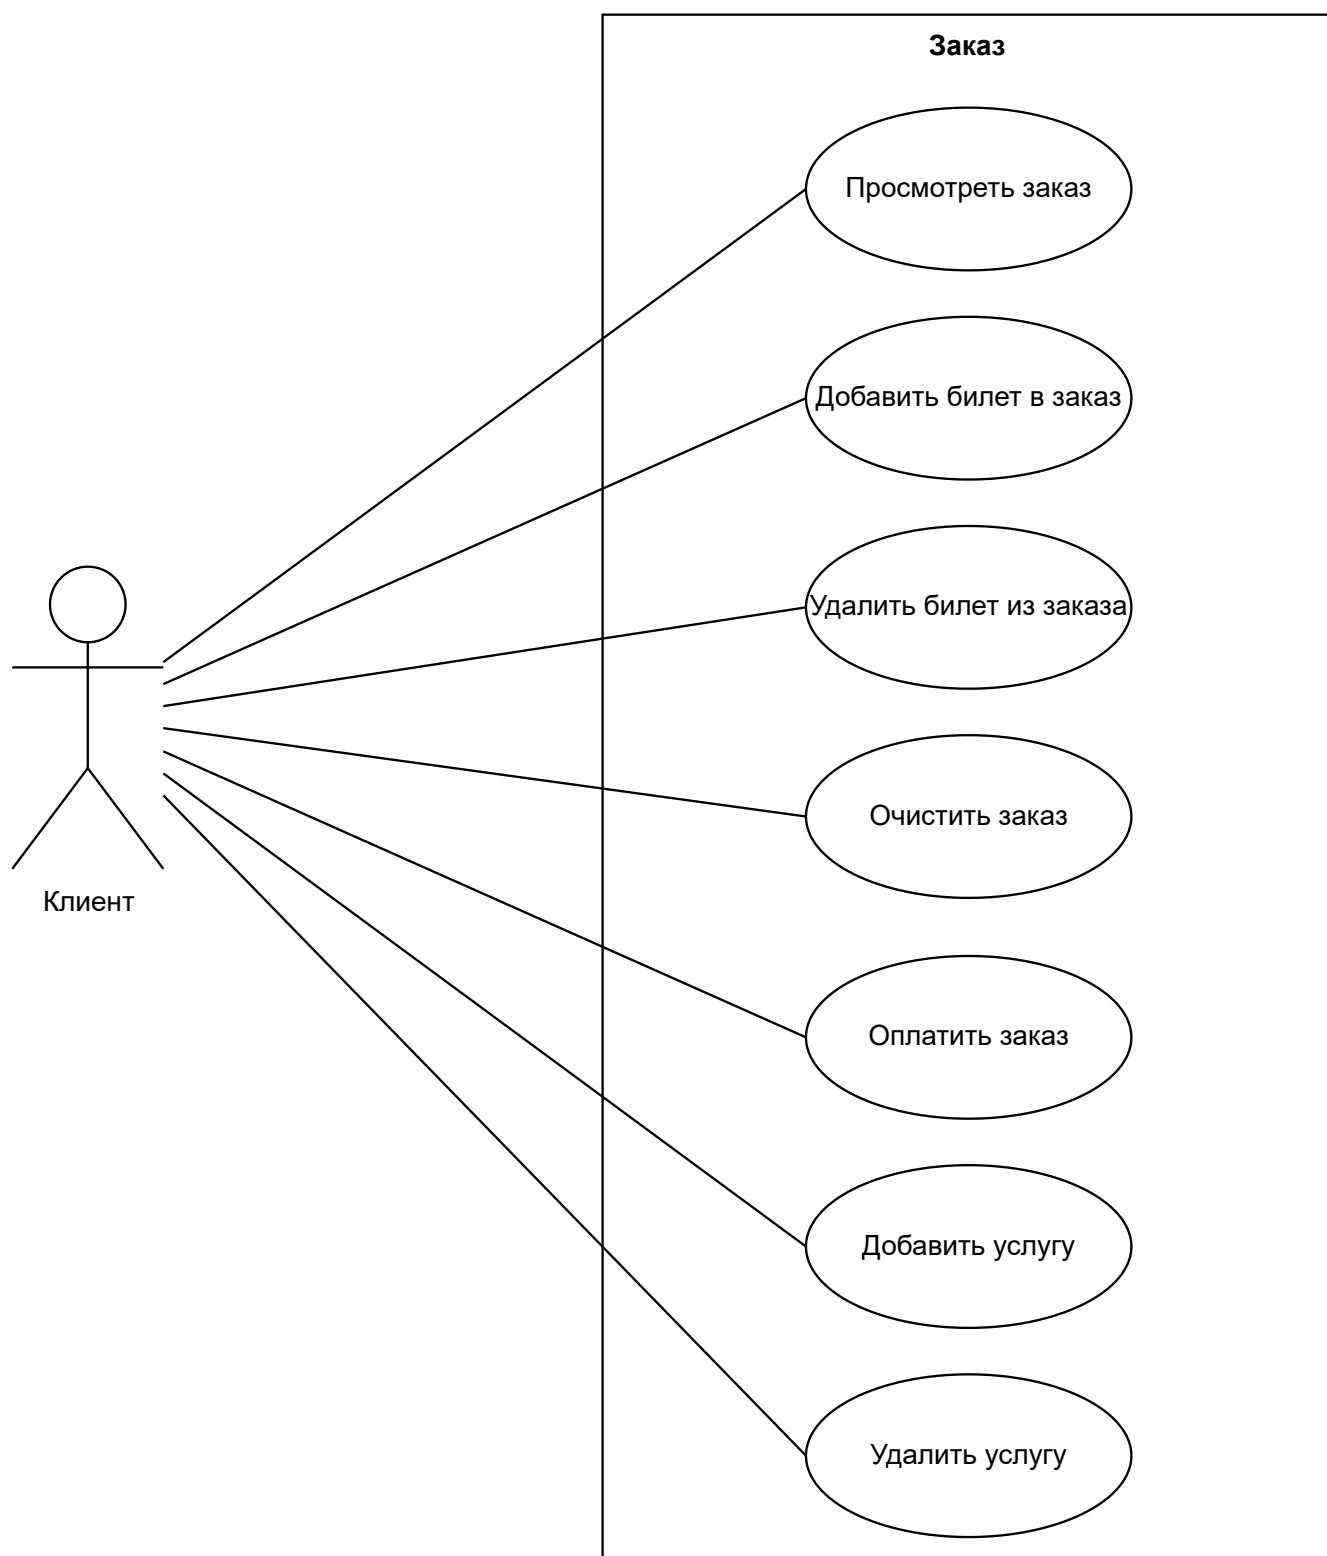 Заказ
Просмотреть заказ
Добавить билет в заказ
Удалить билет из заказа
Очистить заказ
Клиент
Оплатить заказ
Добавить услугу
Удалить услугу